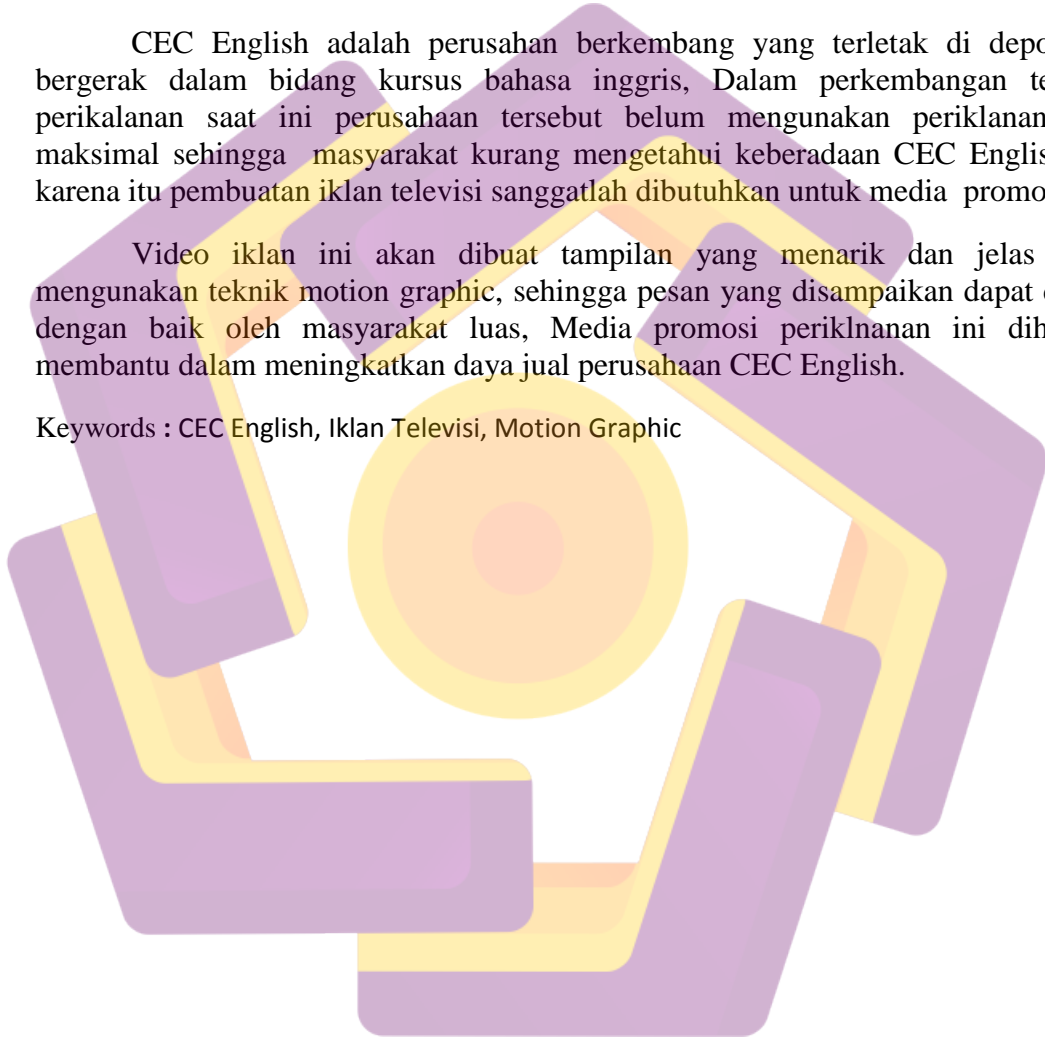 CEC English adalah perusahan berkembang yang terletak di depo
bergerak dalam bidang kursus bahasa inggris, Dalam perkembangan te
perikalanan saat ini perusahaan tersebut belum mengunakan periklanan
maksimal sehingga masyarakat kurang mengetahui keberadaan CEC Englis
karena itu pembuatan iklan televisi sanggatlah dibutuhkan untuk media promo
Video iklan ini akan dibuat tampilan yang menarik dan jelas
mengunakan teknik motion graphic, sehingga pesan yang disampaikan dapat
dengan baik oleh masyarakat luas, Media promosi periklnanan ini dih
membantu dalam meningkatkan daya jual perusahaan CEC English.
Keywords : CEC English, Iklan Televisi, Motion Graphic